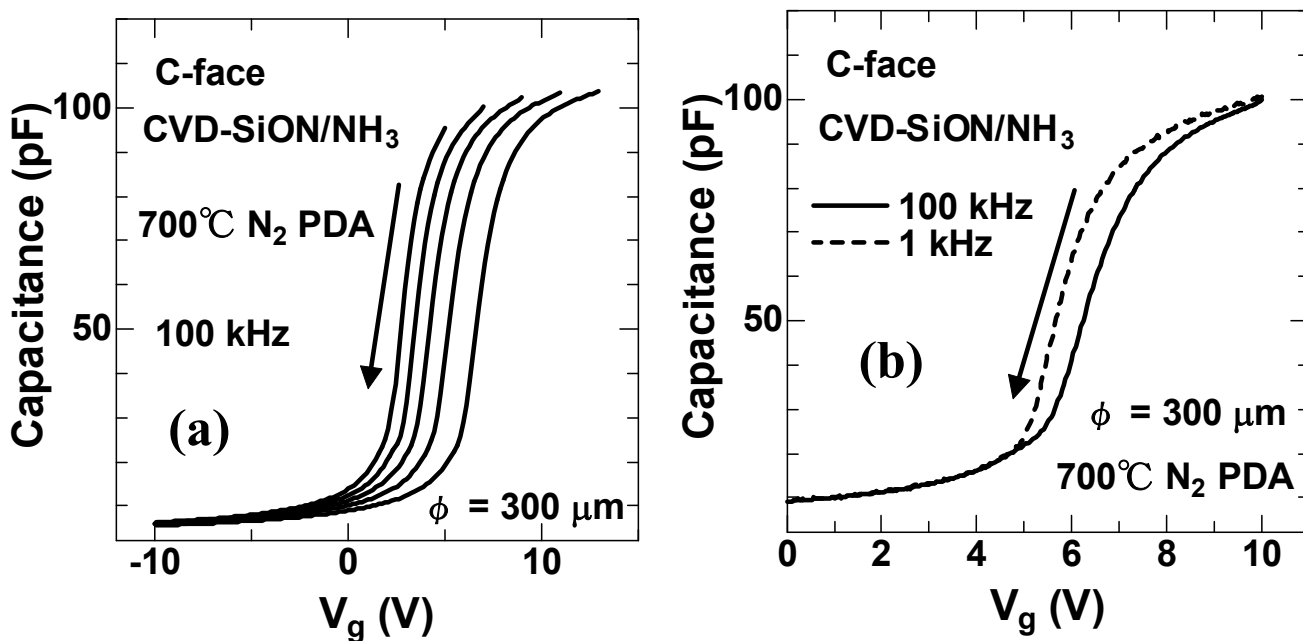 C-face
CVD-SiON/NH₃
700℃ N₂ PDA
100 kHz
(a)
ϕ = 300 μm
100
50
-10 0 10
Capacitance (pF)
V_g (V)
C-face
CVD-SiON/NH₃
100 kHz
1 kHz
(b)
ϕ = 300 μm
700℃ N₂ PDA
100
50
0 2 4 6 8 10
Capacitance (pF)
V_g (V)